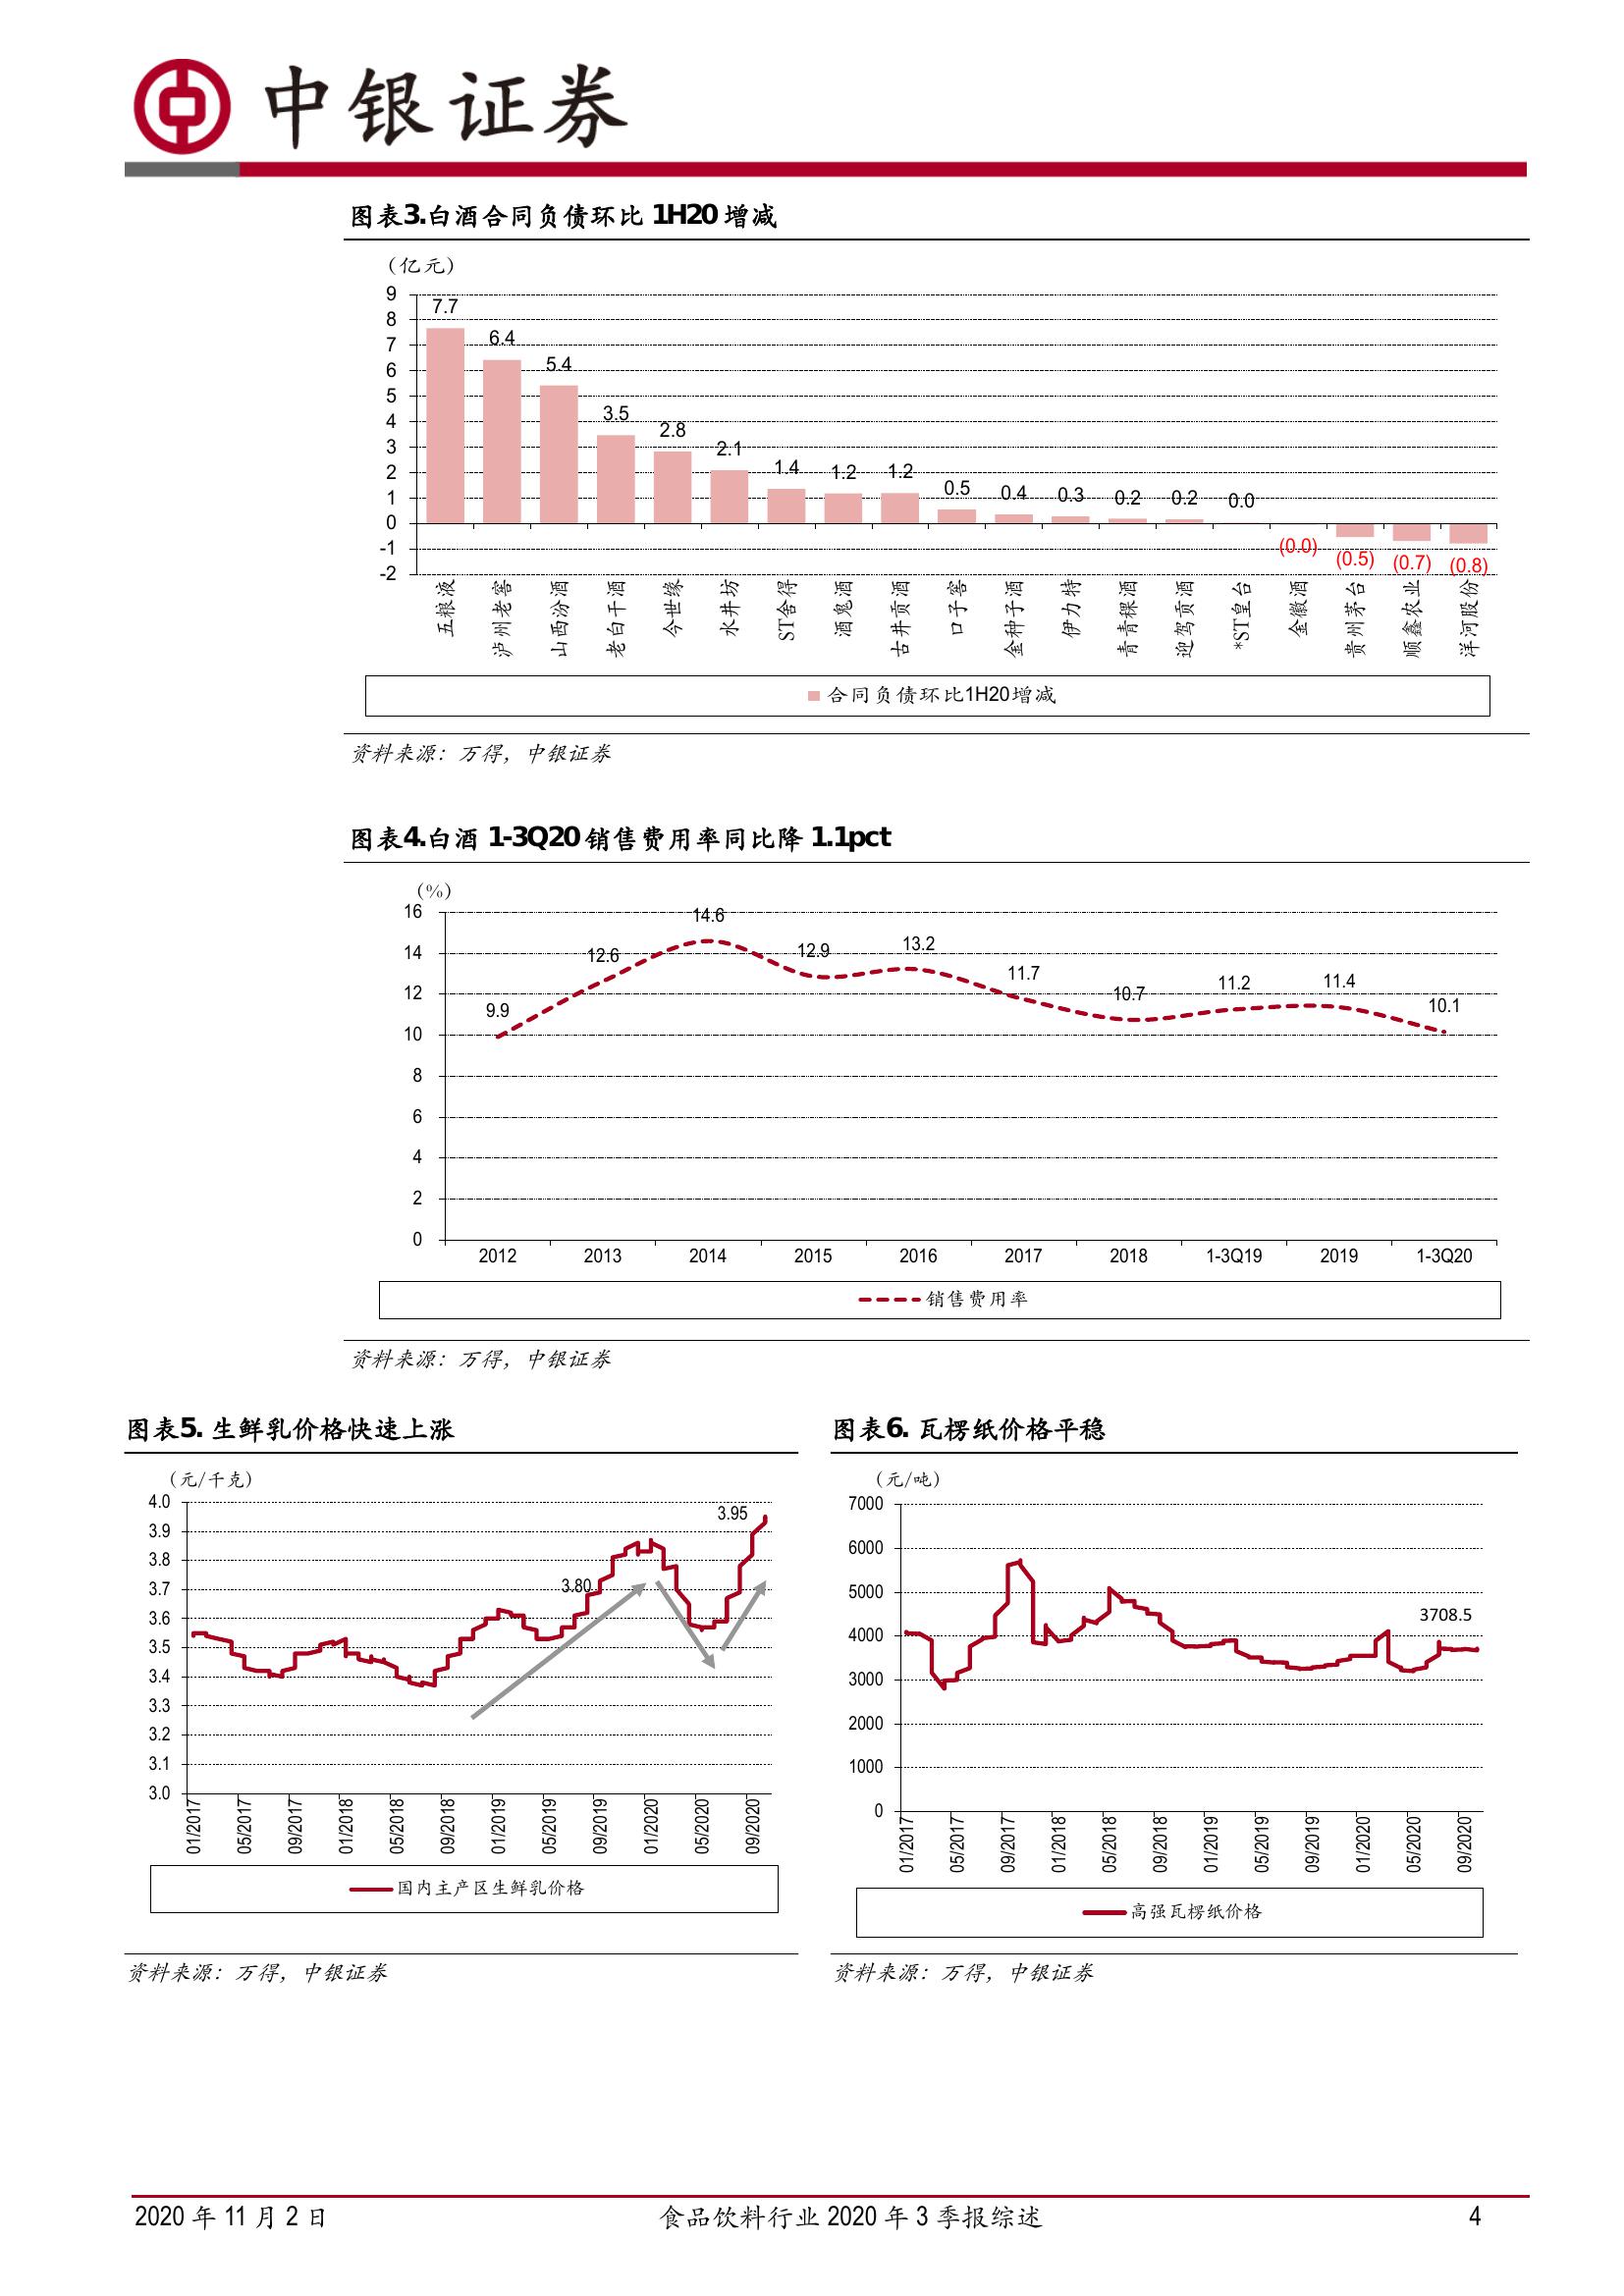 中银证券
图表3.白酒合同负债环比 1H20 增减
（亿元）
9
8
7
6
5
4
3
2
1
0
-1
-2
7.7
6.4
5.4
3.5
2.8
2.1
1.4
1.2
1.2
0.5
0.4
0.3
0.2
0.2
0.0
(0.0)
(0.5)
(0.7)
(0.8)
五粮液
泸州老窖
山西汾酒
老白干酒
今世缘
水井坊
ST舍得
酒鬼酒
古井贡酒
口子窖
金种子酒
伊力特
青青稞酒
迎驾贡酒
*ST皇台
金徽酒
贵州茅台
顺鑫农业
洋河股份
合同负债环比1H20增减
资料来源：万得，中银证券
图表4.白酒 1-3Q20 销售费用率同比降 1.1pct
（%）
16
14
12
10
8
6
4
2
0
9.9
12.6
14.6
12.9
13.2
11.7
10.7
11.2
11.4
10.1
2012
2013
2014
2015
2016
2017
2018
1-3Q19
2019
1-3Q20
销售费用率
资料来源：万得，中银证券
图表5. 生鲜乳价格快速上涨
（元/千克）
4.0
3.9
3.8
3.7
3.6
3.5
3.4
3.3
3.2
3.1
3.0
3.80
3.95
01/2017
05/2017
09/2017
01/2018
05/2018
09/2018
01/2019
05/2019
09/2019
01/2020
05/2020
09/2020
国内主产区生鲜乳价格
资料来源：万得，中银证券
图表6. 瓦楞纸价格平稳
（元/吨）
7000
6000
5000
4000
3000
2000
1000
0
3708.5
01/2017
05/2017
09/2017
01/2018
05/2018
09/2018
01/2019
05/2019
09/2019
01/2020
05/2020
09/2020
高强瓦楞纸价格
资料来源：万得，中银证券
2020 年 11 月 2 日
食品饮料行业 2020 年 3 季报综述
4